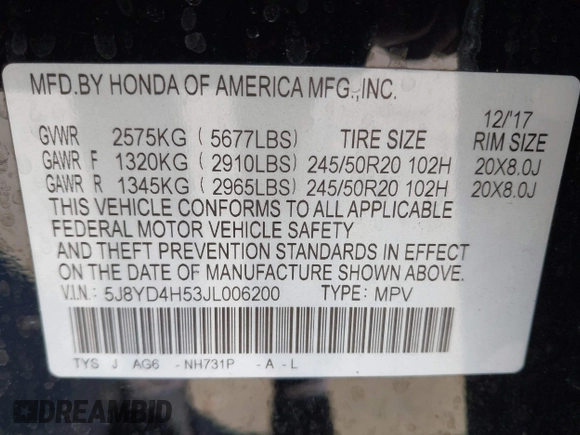 MFD.BY HONDA OF AMERICA MFG.,INC.
12/'17
GVWR 2575KG ( 5677LBS ) TIRE SIZE RIM SIZE
GAWR F 1320KG ( 2910LBS ) 245/50R20 102H 20X8.0J
GAWR R 1345KG ( 2965LBS ) 245/50R20 102H 20X8.0J
THIS VEHICLE CONFORMS TO ALL APPLICABLE
FEDERAL MOTOR VEHICLE SAFETY
AND THEFT PREVENTION STANDARDS IN EFFECT
ON THE DATE OF MANUFACTURE SHOWN ABOVE.
V.I.N.: 5J8YD4H53JL006200 TYPE: MPV
TYS J AG6 -NH731P -A-L
DREAMBID